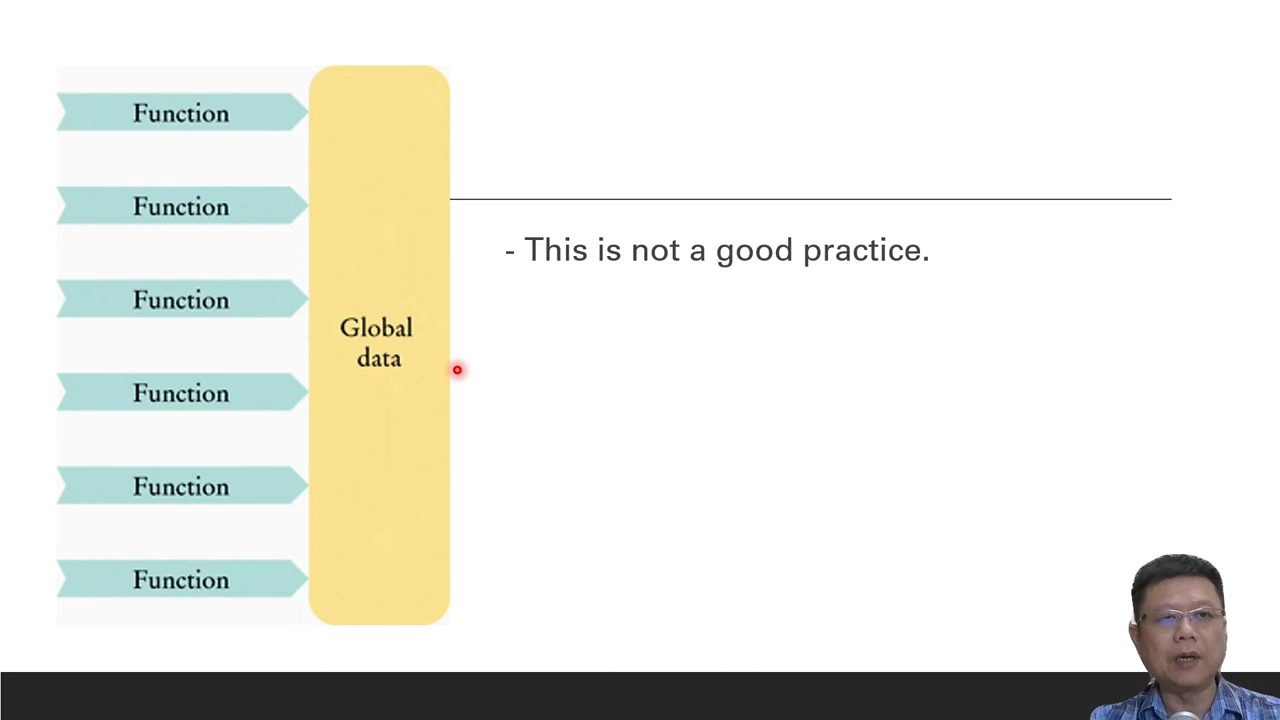 Function
Function
Function
Function
Function
Function
Global
data
- This is not a good practice.